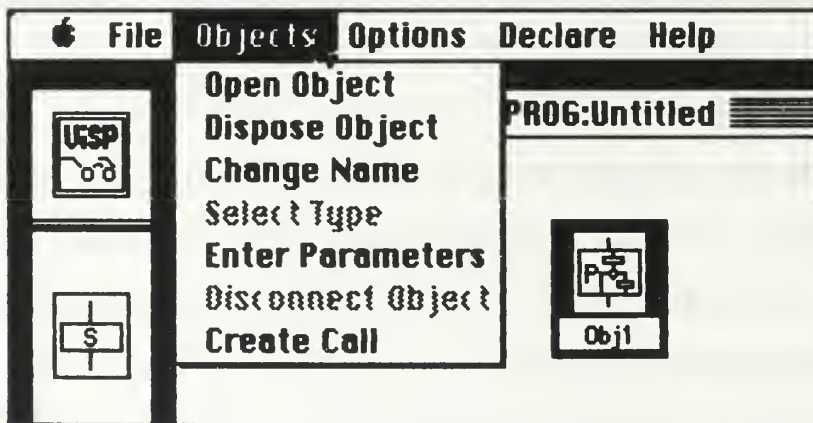 File Objects Options Declare Help
Open Object
Dispose Object
Change Name
Select Type
Enter Parameters
Disconnect Object
Create Call
PROG:Untitled
ViSP
S
P
Obj1